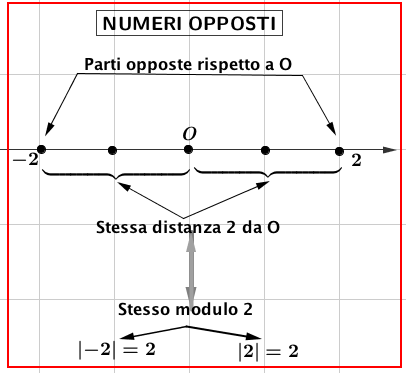 NUMERI OPPOSTI
Parti opposte rispetto a O
O
−2 2
Stessa distanza 2 da O
Stesso modulo 2
|−2| = 2 |2| = 2